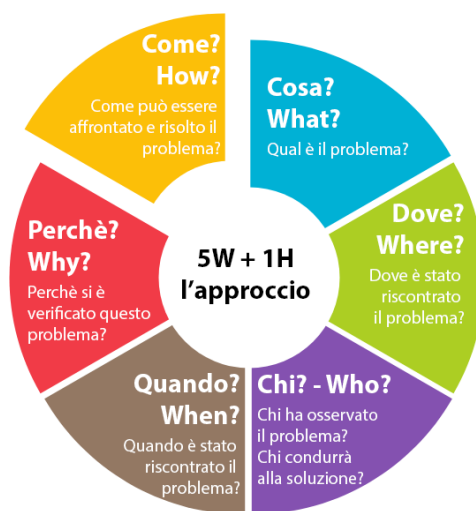 Come?
How?
Come può essere
affrontato e risolto il
problema?
Cosa?
What?
Qual è il problema?
Dove?
Where?
Dove è stato
riscontrato
il problema?
Chi? - Who?
Chi ha osservato
il problema?
Chi condurrà
alla soluzione?
Quando?
When?
Quando è stato
riscontrato il
problema?
Perchè?
Why?
Perchè si è
verificato questo
problema?
5W + 1H
l’approccio